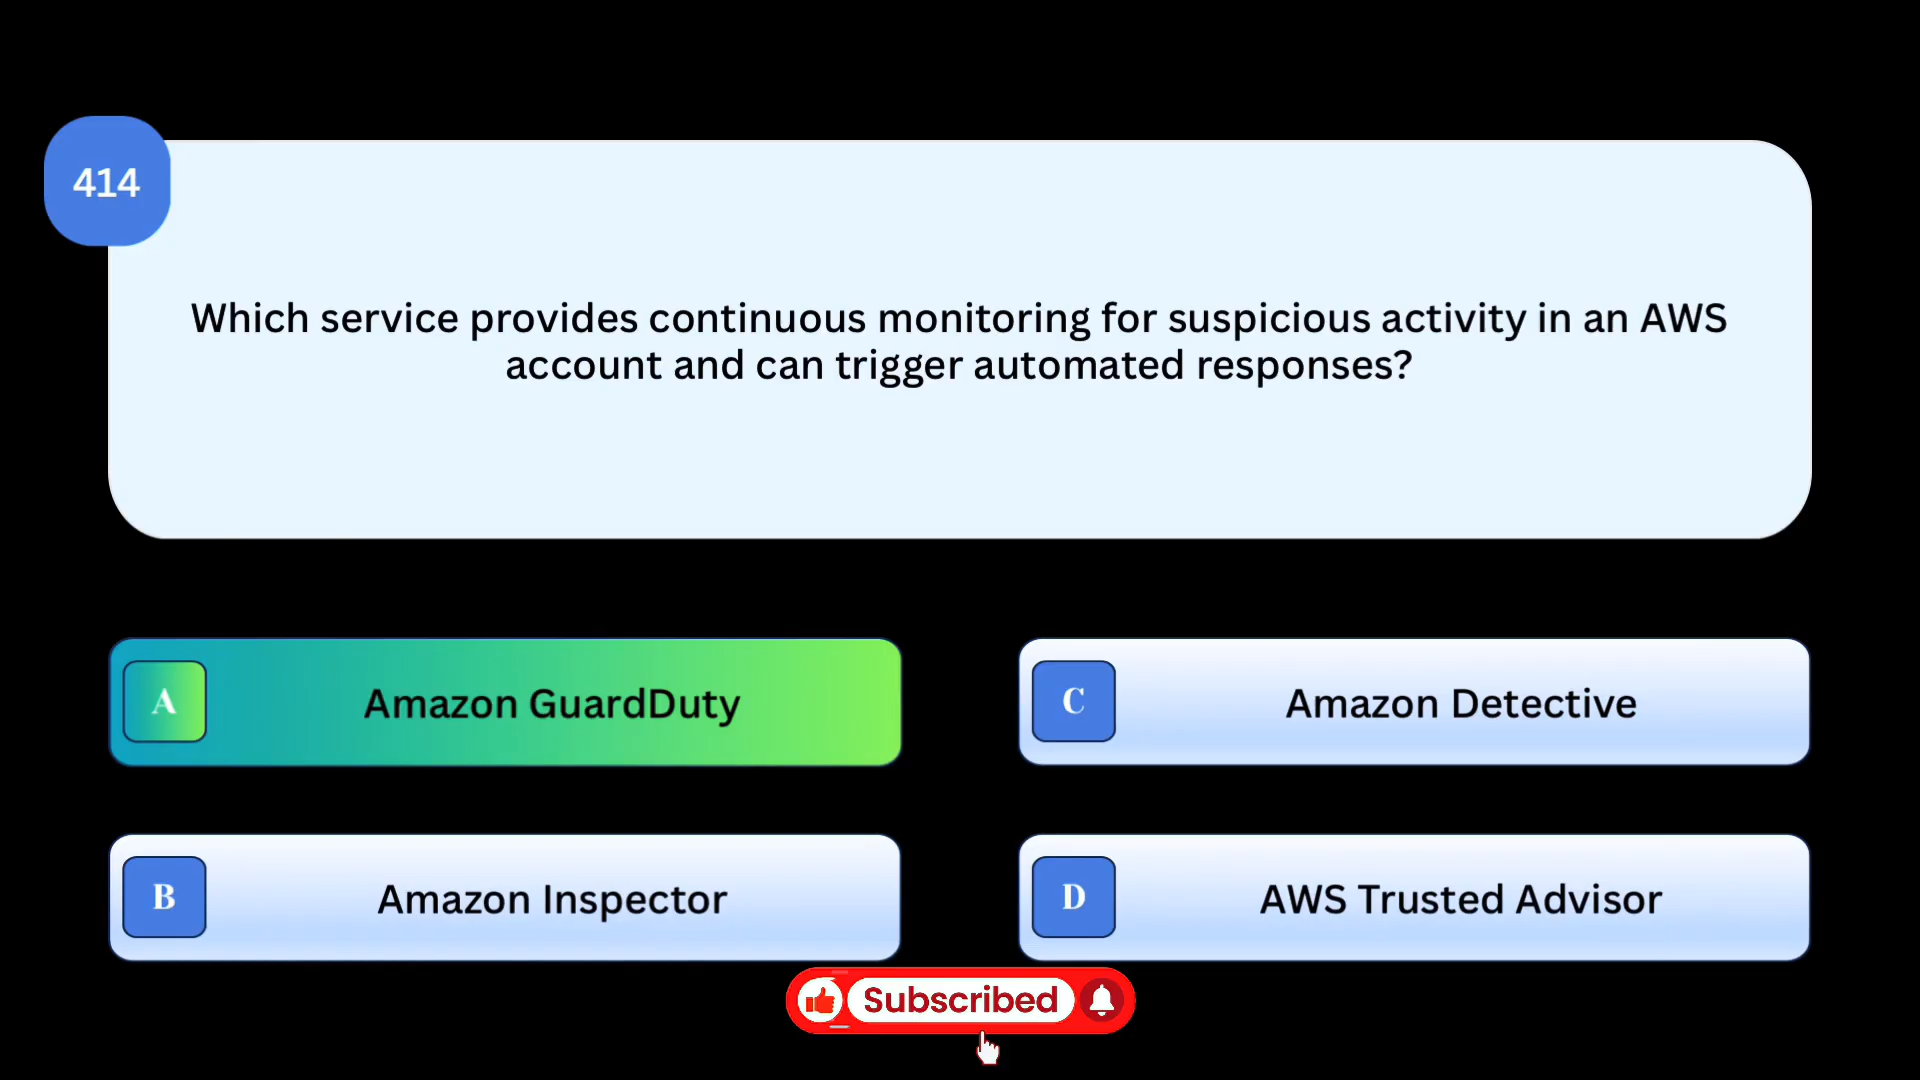 414
Which service provides continuous monitoring for suspicious activity in an AWS
account and can trigger automated responses?
A
Amazon GuardDuty
C
Amazon Detective
B
Amazon Inspector
D
AWS Trusted Advisor
Subscribed